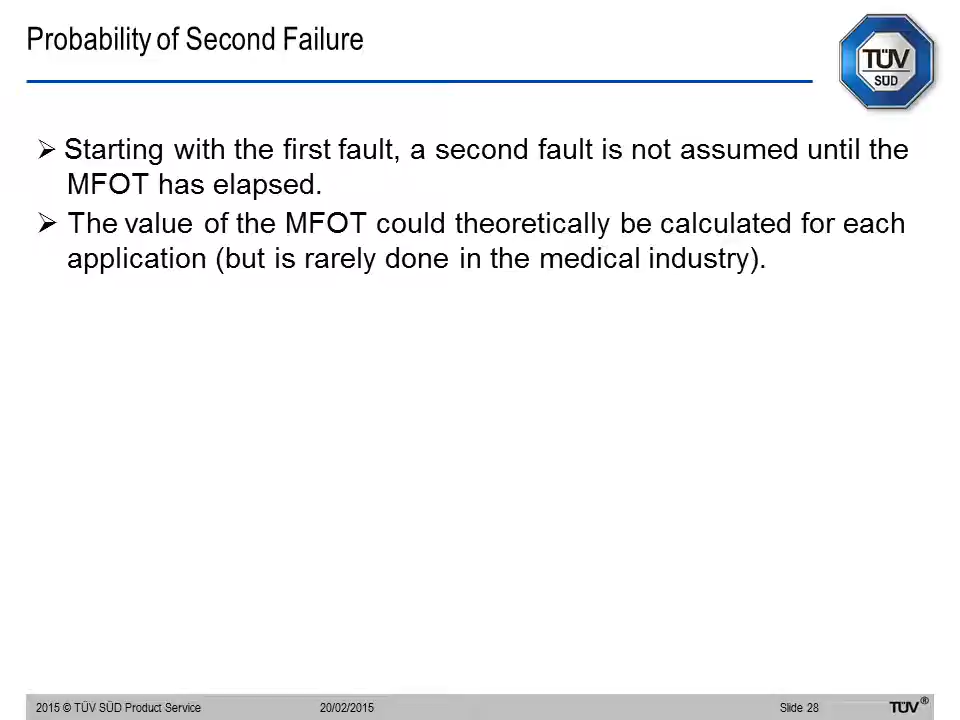 Probability of Second Failure
TÜV
SÜD
➢ Starting with the first fault, a second fault is not assumed until the
MFOT has elapsed.
➢ The value of the MFOT could theoretically be calculated for each
application (but is rarely done in the medical industry).
2015 © TÜV SÜD Product Service 20/02/2015 Slide 28 TÜV®